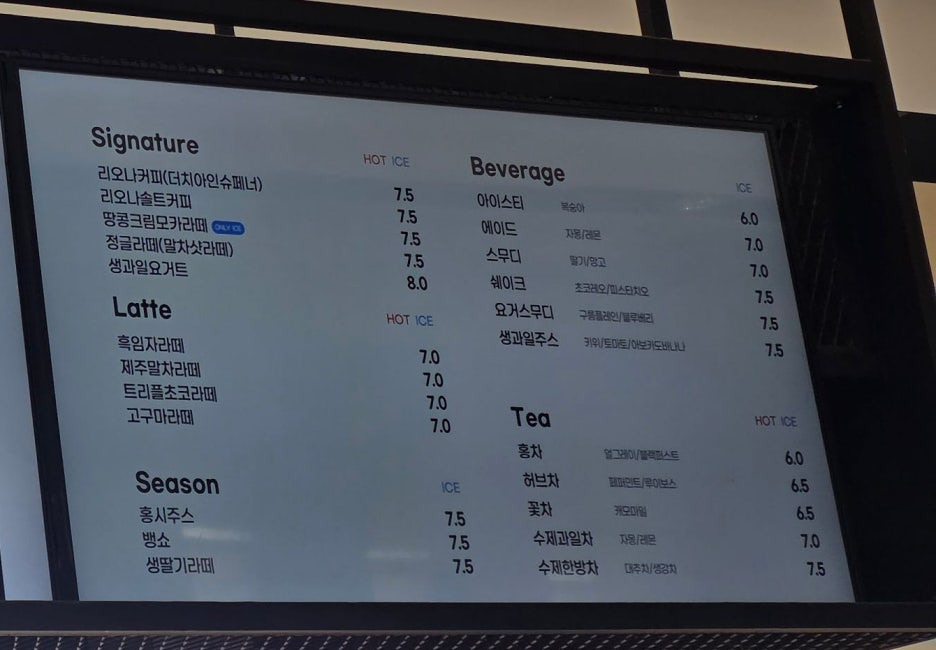 Signature
HOT ICE
리오나커피(더치아인슈페너) 7.5
리오나솔트커피 7.5
땅콩크림모카라떼 ONLY ICE 7.5
정글라떼(말차샷라떼) 7.5
생과일요거트 8.0
Latte
HOT ICE
흑임자라떼 7.0
제주말차라떼 7.0
트리플초코라떼 7.0
고구마라떼 7.0
Season
ICE
홍시주스 7.5
뱅쇼 7.5
생딸기라떼 7.5
Beverage
ICE
아이스티 복숭아 6.0
에이드 자몽/레몬 7.0
스무디 딸기/망고 7.0
쉐이크 초코레오/피스타치오 7.5
요거스무디 구름플레인/블루베리 7.5
생과일주스 키위/토마토/아보카도바나나 7.5
Tea
HOT ICE
홍차 얼그레이/블랙퍼스트 6.0
허브차 페퍼민트/루이보스 6.5
꽃차 캐모마일 6.5
수제과일차 자몽/레몬 7.0
수제한방차 대추차/생강차 7.5